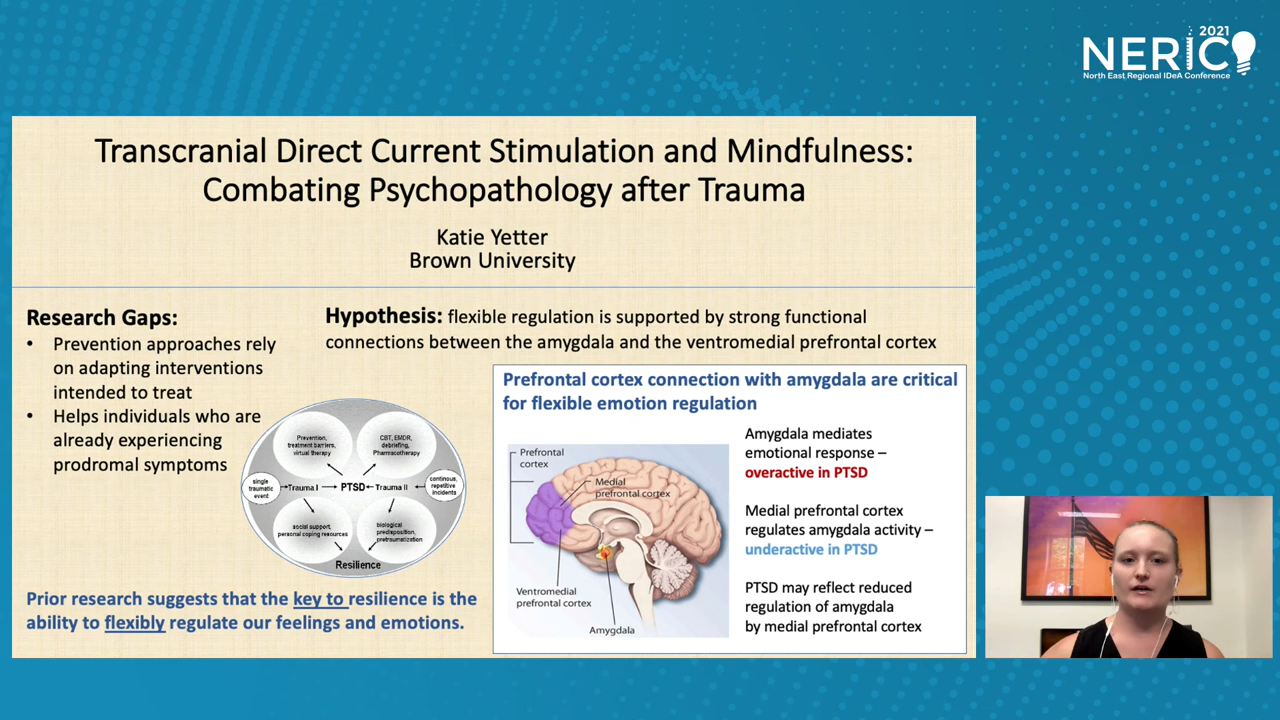 2021
NERIC
North East Regional IDeA Conference
Transcranial Direct Current Stimulation and Mindfulness:
Combating Psychopathology after Trauma
Katie Yetter
Brown University
Research Gaps:
• Prevention approaches rely
on adapting interventions
intended to treat
• Helps individuals who are
already experiencing
prodromal symptoms
Prevention,
treatment barriers,
virtual therapy
CBT, EMDR,
debriefing,
Pharmacotherapy
single
traumatic
event
Trauma I
PTSD
Trauma II
continous,
repetitive
incidents
social support,
personal coping resources
biological
predisposition,
pretraumatization
Resilience
Prior research suggests that the key to resilience is the
ability to flexibly regulate our feelings and emotions.
Hypothesis: flexible regulation is supported by strong functional
connections between the amygdala and the ventromedial prefrontal cortex
Prefrontal cortex connection with amygdala are critical
for flexible emotion regulation
Prefrontal
cortex
Medial
prefrontal cortex
Ventromedial
prefrontal cortex
Amygdala
Amygdala mediates
emotional response –
overactive in PTSD
Medial prefrontal cortex
regulates amygdala activity –
underactive in PTSD
PTSD may reflect reduced
regulation of amygdala
by medial prefrontal cortex